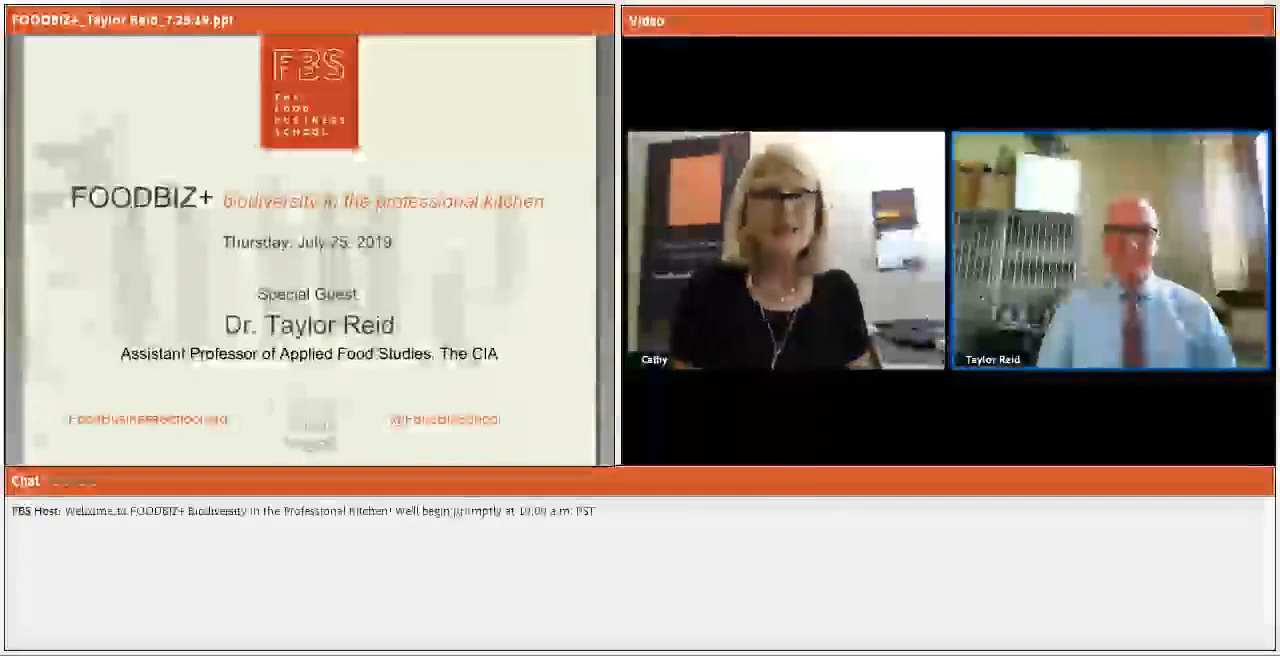 FOODBIZ+_Taylor Reid_7.25.19.ppt
FBS
THE
FOOD
BUSINESS
SCHOOL
FOODBIZ+ biodiversity in the professional kitchen
Thursday, July 25, 2019
Special Guest
Dr. Taylor Reid
Assistant Professor of Applied Food Studies, The CIA
Video
Cathy
Taylor Reid
Chat
FBS Host: Welcome to FOODBIZ+ Biodiversity in the Professional Kitchen! We'll begin promptly at 10:00 a.m. PST